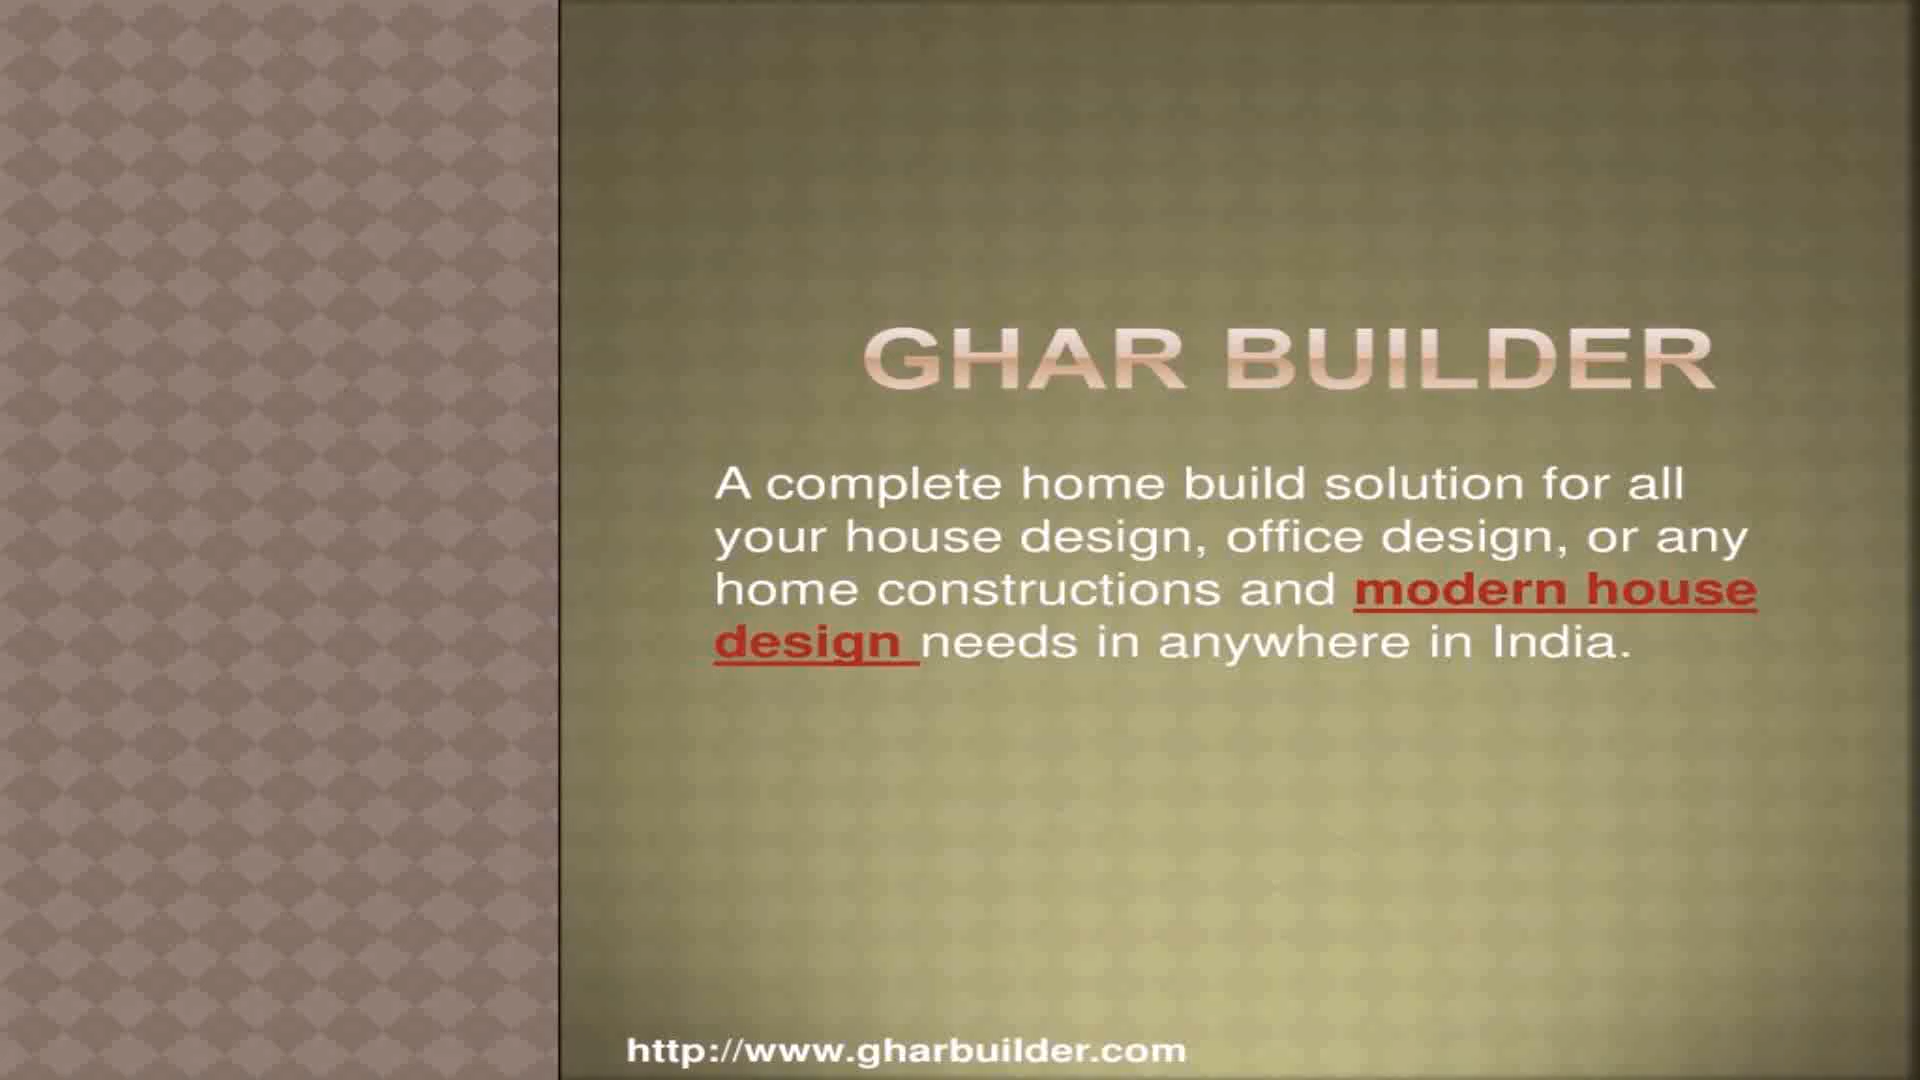 GHAR BUILDER
A complete home build solution for all
your house design, office design, or any
home constructions and modern house
design needs in anywhere in India.
http://www.gharbuilder.com